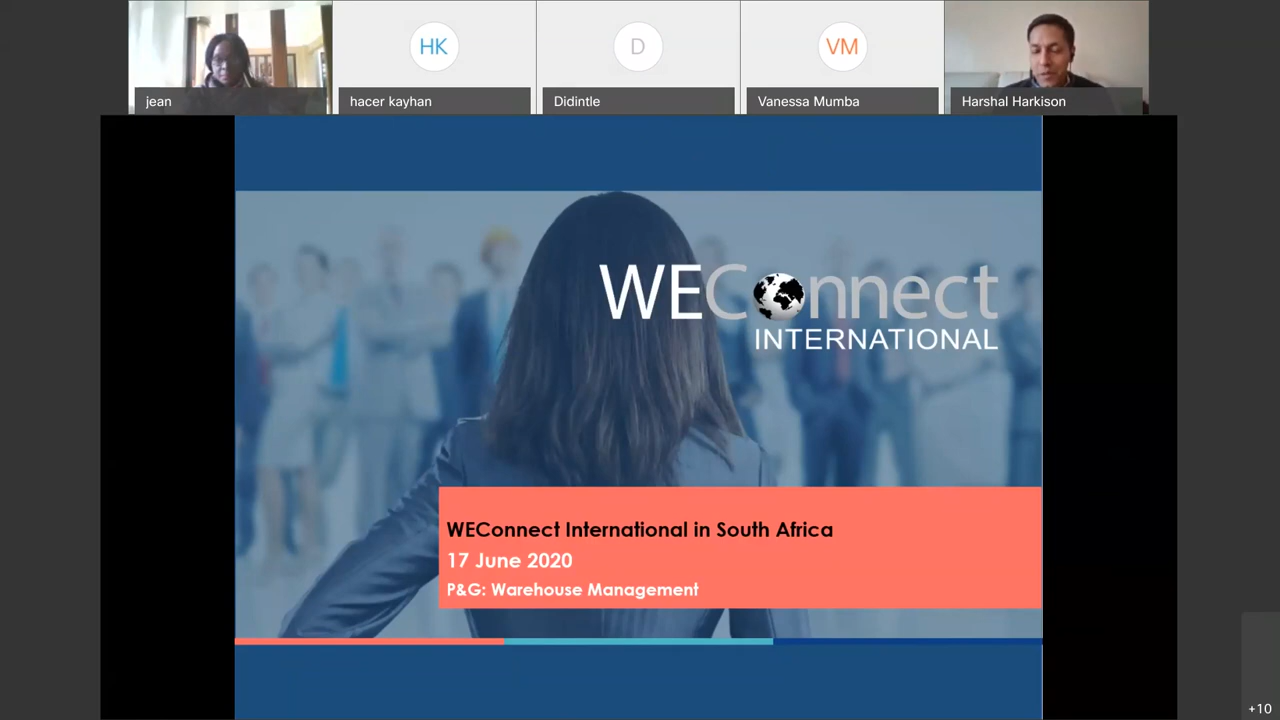 HK
D
VM
jean
hacer kayhan
Didintle
Vanessa Mumba
Harshal Harkison
WEConnect
INTERNATIONAL
WEConnect International in South Africa
17 June 2020
P&G: Warehouse Management
+10